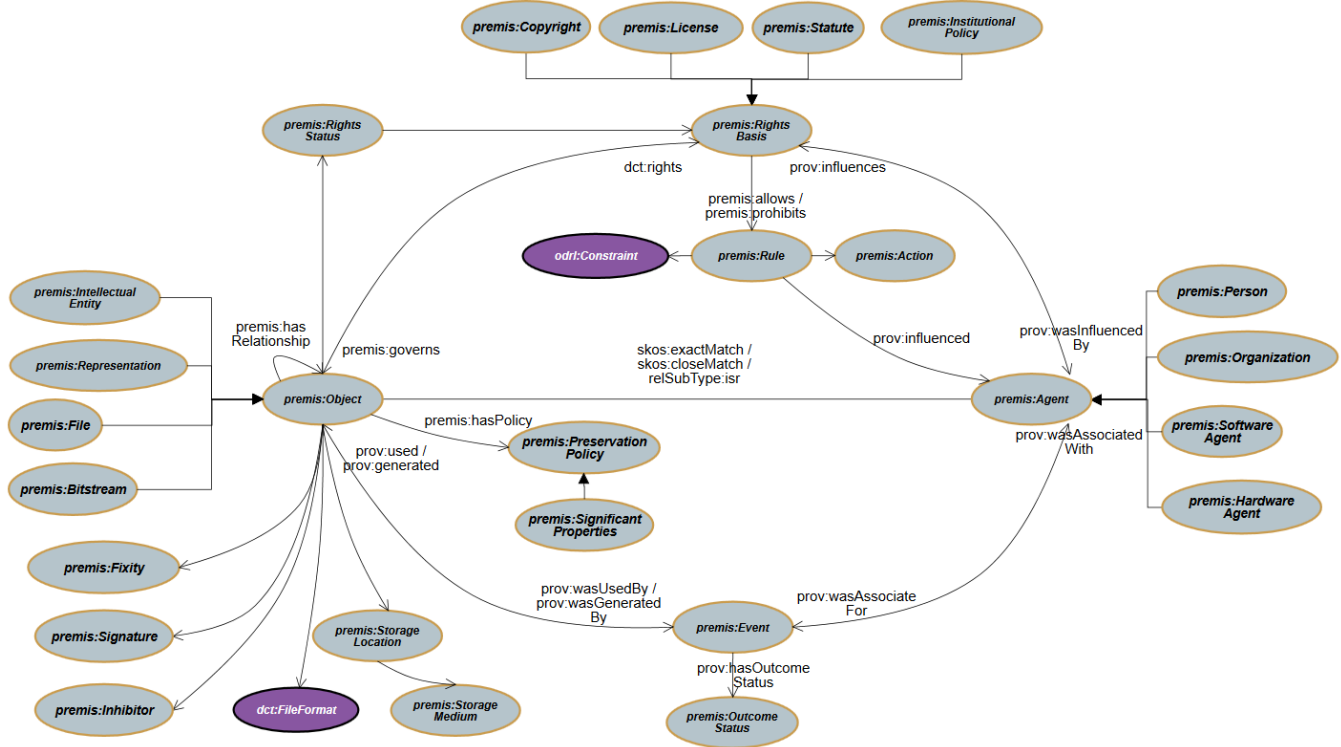 premis:Copyright
premis:License
premis:Statute
premis:Institutional
Policy
premis:Rights
Status
premis:Rights
Basis
dct:rights
prov:influences
premis:allows /
premis:prohibits
odrl:Constraint
premis:Rule
premis:Action
premis:Intellectual
Entity
premis:Person
premis:has
Relationship
premis:governs
skos:exactMatch /
skos:closeMatch /
relSubType:isr
prov:influenced
prov:wasInfluenced
By
premis:Representation
premis:Organization
premis:Object
premis:Agent
premis:File
premis:hasPolicy
premis:Software
Agent
prov:wasAssociated
With
prov:used /
prov:generated
premis:Preservation
Policy
premis:Bitstream
premis:Significant
Properties
premis:Hardware
Agent
premis:Fixity
prov:wasUsedBy /
prov:wasGenerated
By
prov:wasAssociate
For
premis:Signature
premis:Storage
Location
premis:Event
prov:hasOutcome
Status
premis:Inhibitor
dct:FileFormat
premis:Storage
Medium
premis:Outcome
Status